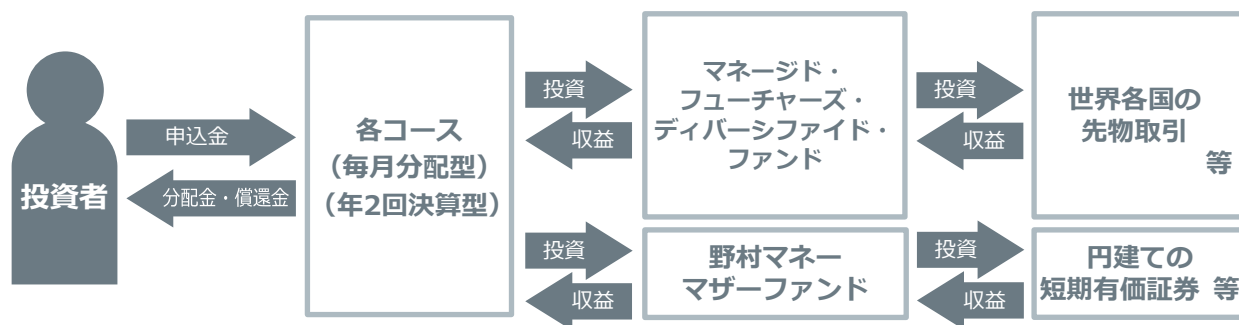 投資者
申込金
分配金・償還金
各コース
（毎月分配型）
（年2回決算型）
投資
収益
マネージド・
フューチャーズ・
ディバーシファイド・
ファンド
投資
収益
世界各国の
先物取引
等
投資
収益
野村マネー
マザーファンド
投資
収益
円建ての
短期有価証券 等